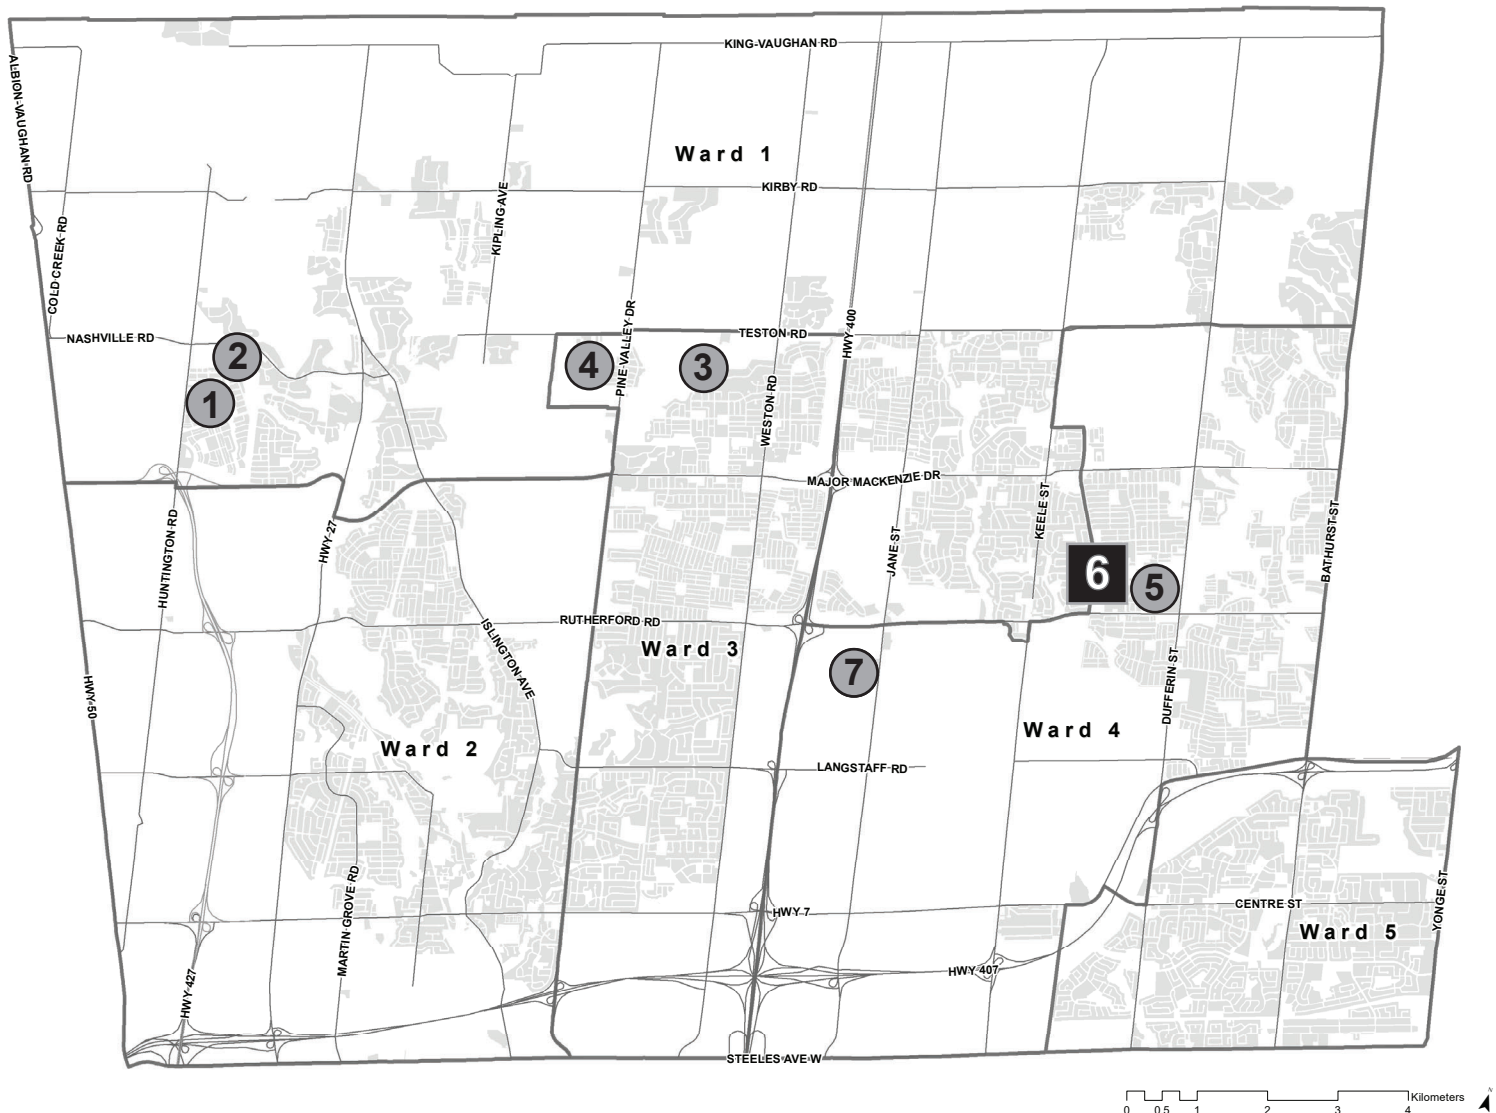 KING-VAUGHAN RD
ALBION-VAUGHAN RD
Ward 1
KIRBY RD
KIPLING AVE
COLD CREEK RD
PINE VALLEY DR
HWY 400
NASHVILLE RD
TESTON RD
2
4
3
1
WESTON RD
MAJOR MACKENZIE DR
HUNTINGTON RD
HWY 27
JANE ST
KEELE ST
BATHURST ST
6
5
RUTHERFORD RD
ISLINGTON AVE
Ward 3
7
HWY 50
DUFFERIN ST
Ward 4
Ward 2
LANGSTAFF RD
MARTIN GROVE RD
HWY 7
CENTRE ST
YONGE ST
Ward 5
HWY 427
HWY 407
STEELES AVE W
Kilometers
N
0 0.5 1 2 3 4